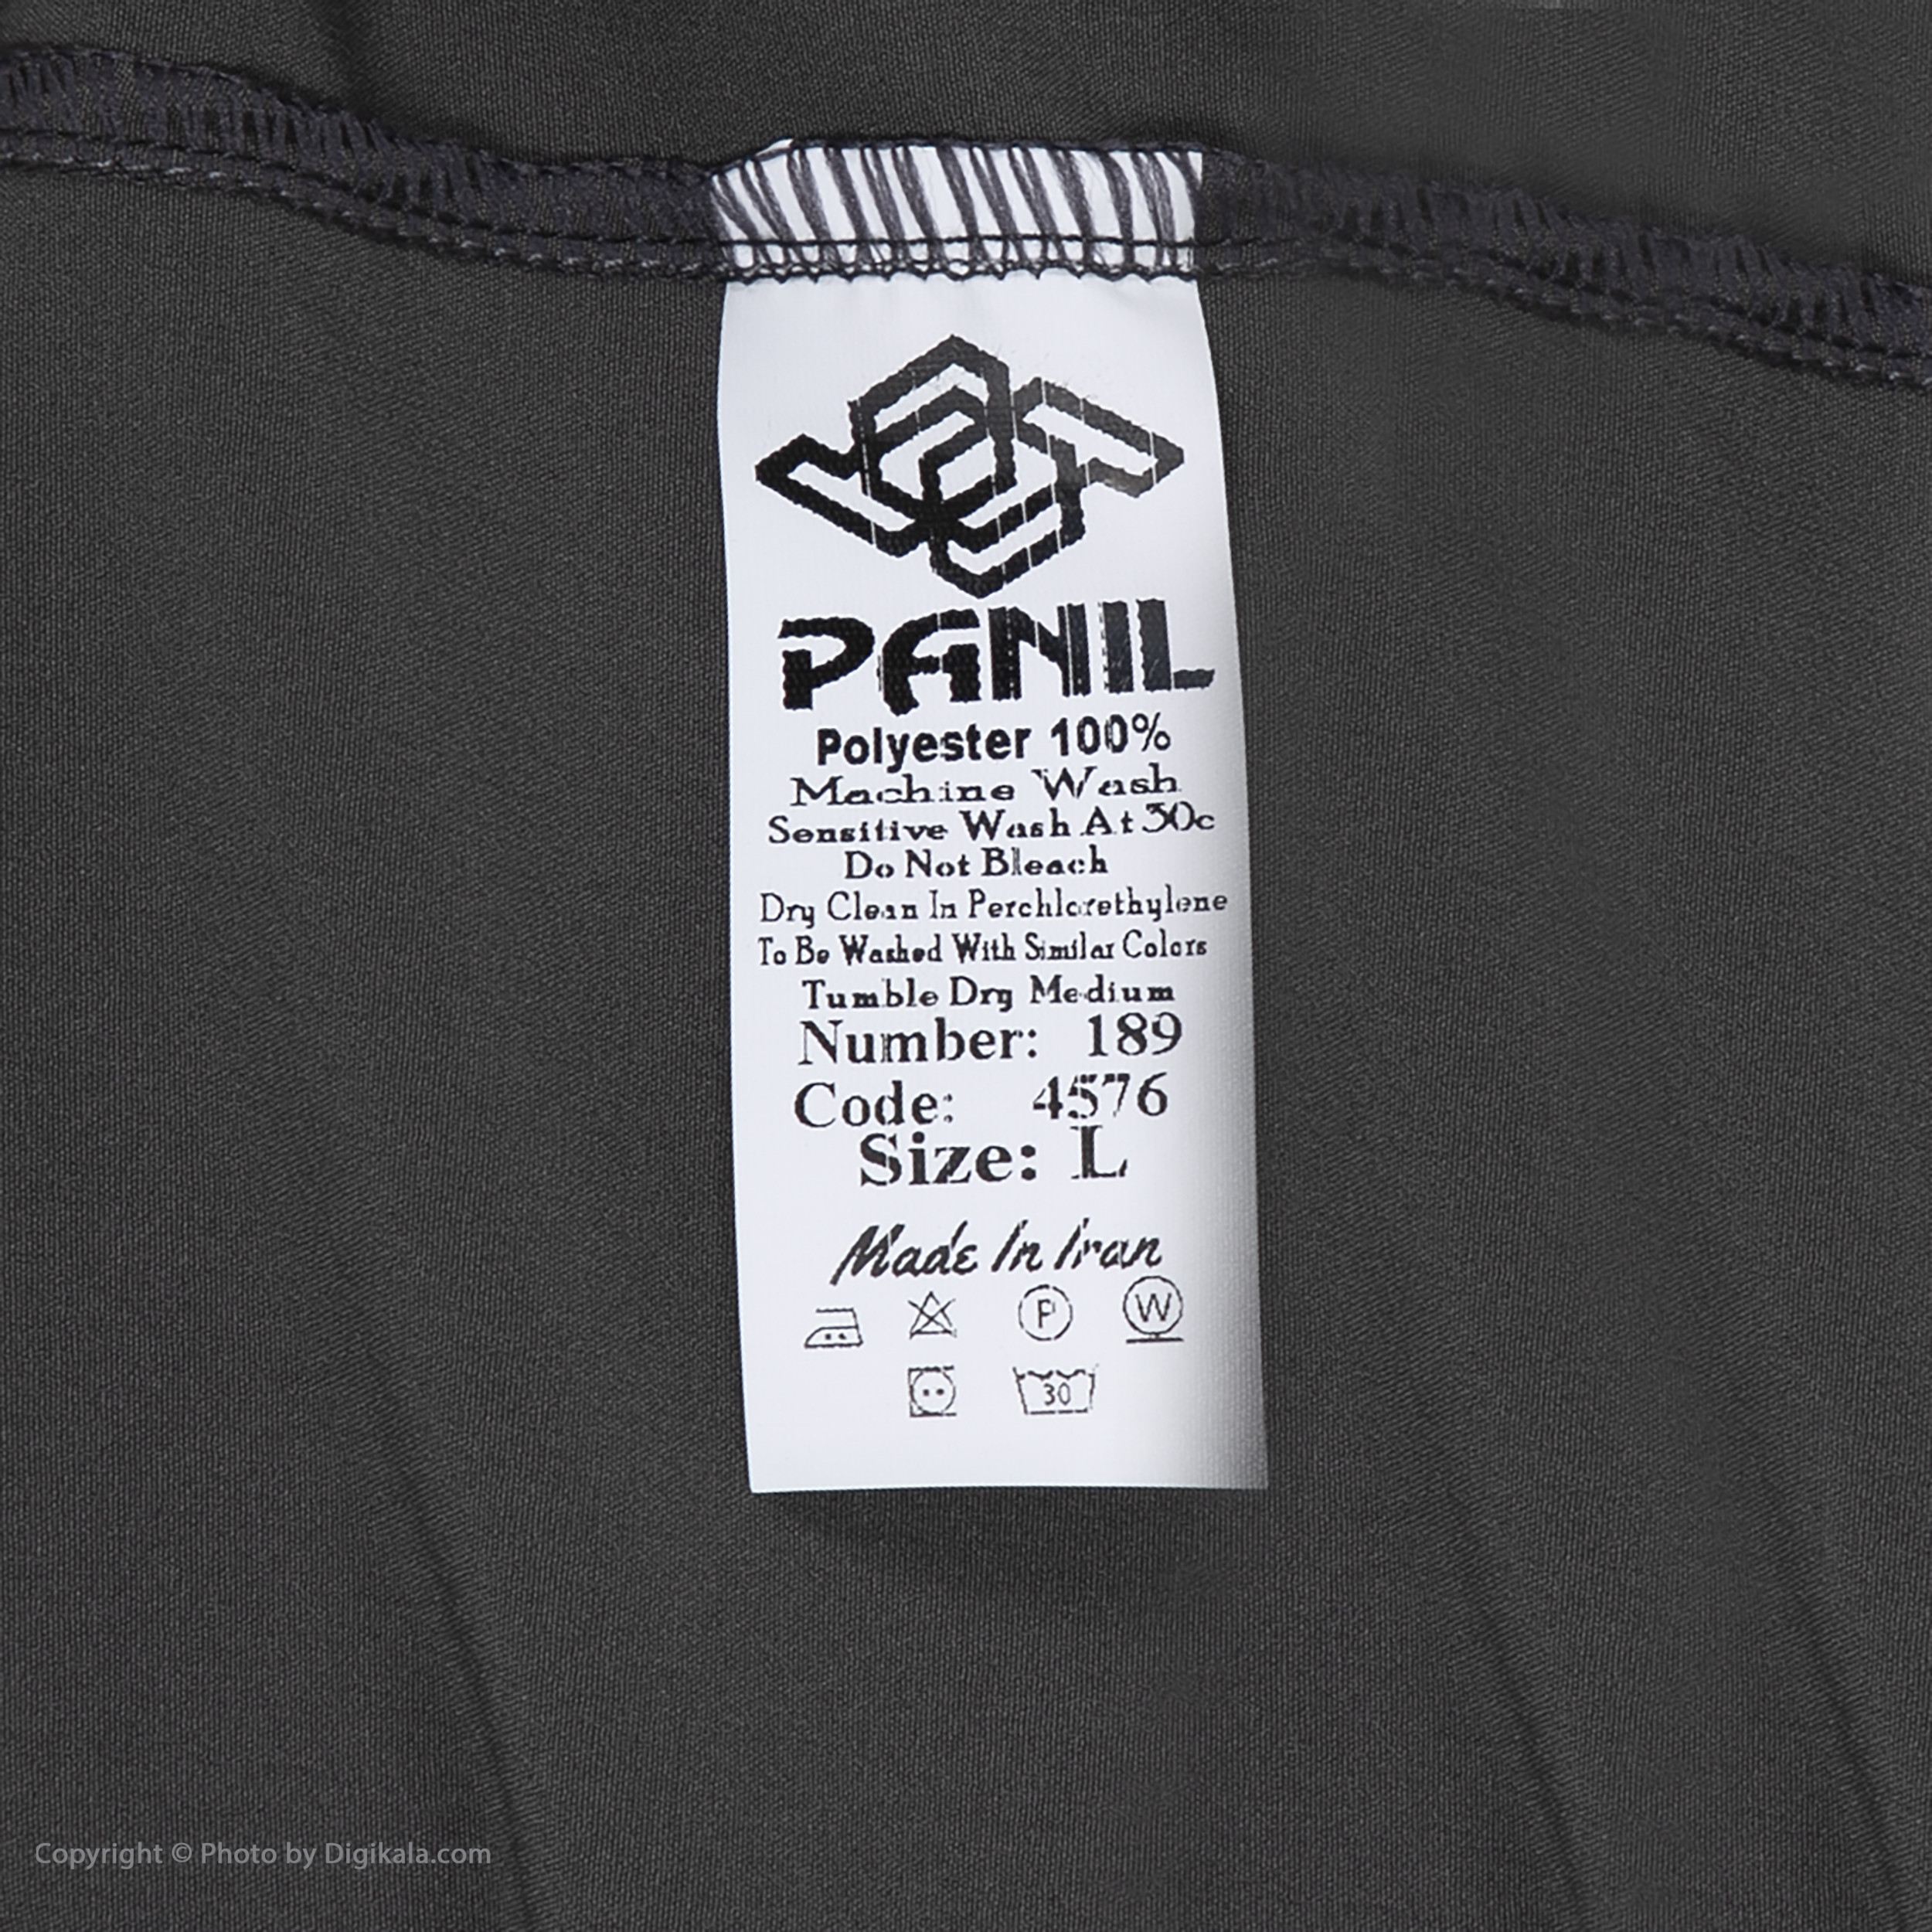 PANIL
Polyester 100%
Machine Wash
Sensitive Wash At 30c
Do Not Bleach
Dry Clean In Perchlorethylene
To Be Washed With Similar Colors
Tumble Dry Medium
Number: 189
Code: 4576
Size: L
Made In Iran
P W
30
Copyright © Photo by Digikala.com